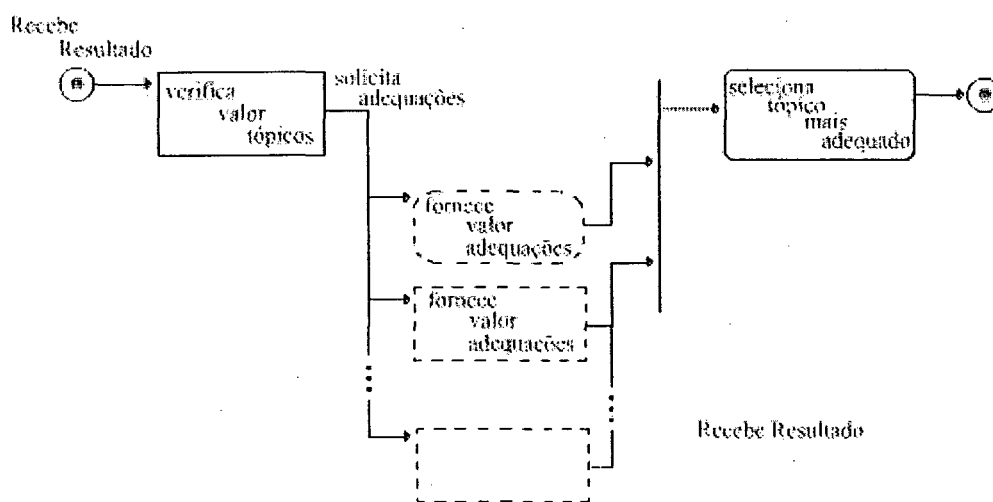 Recebe
Resultado
verifica
valor
tópicos
solicita
adequações
fornece
valor
adequações
fornece
valor
adequações
seleciona
tópico
mais
adequado
Recebe Resultado